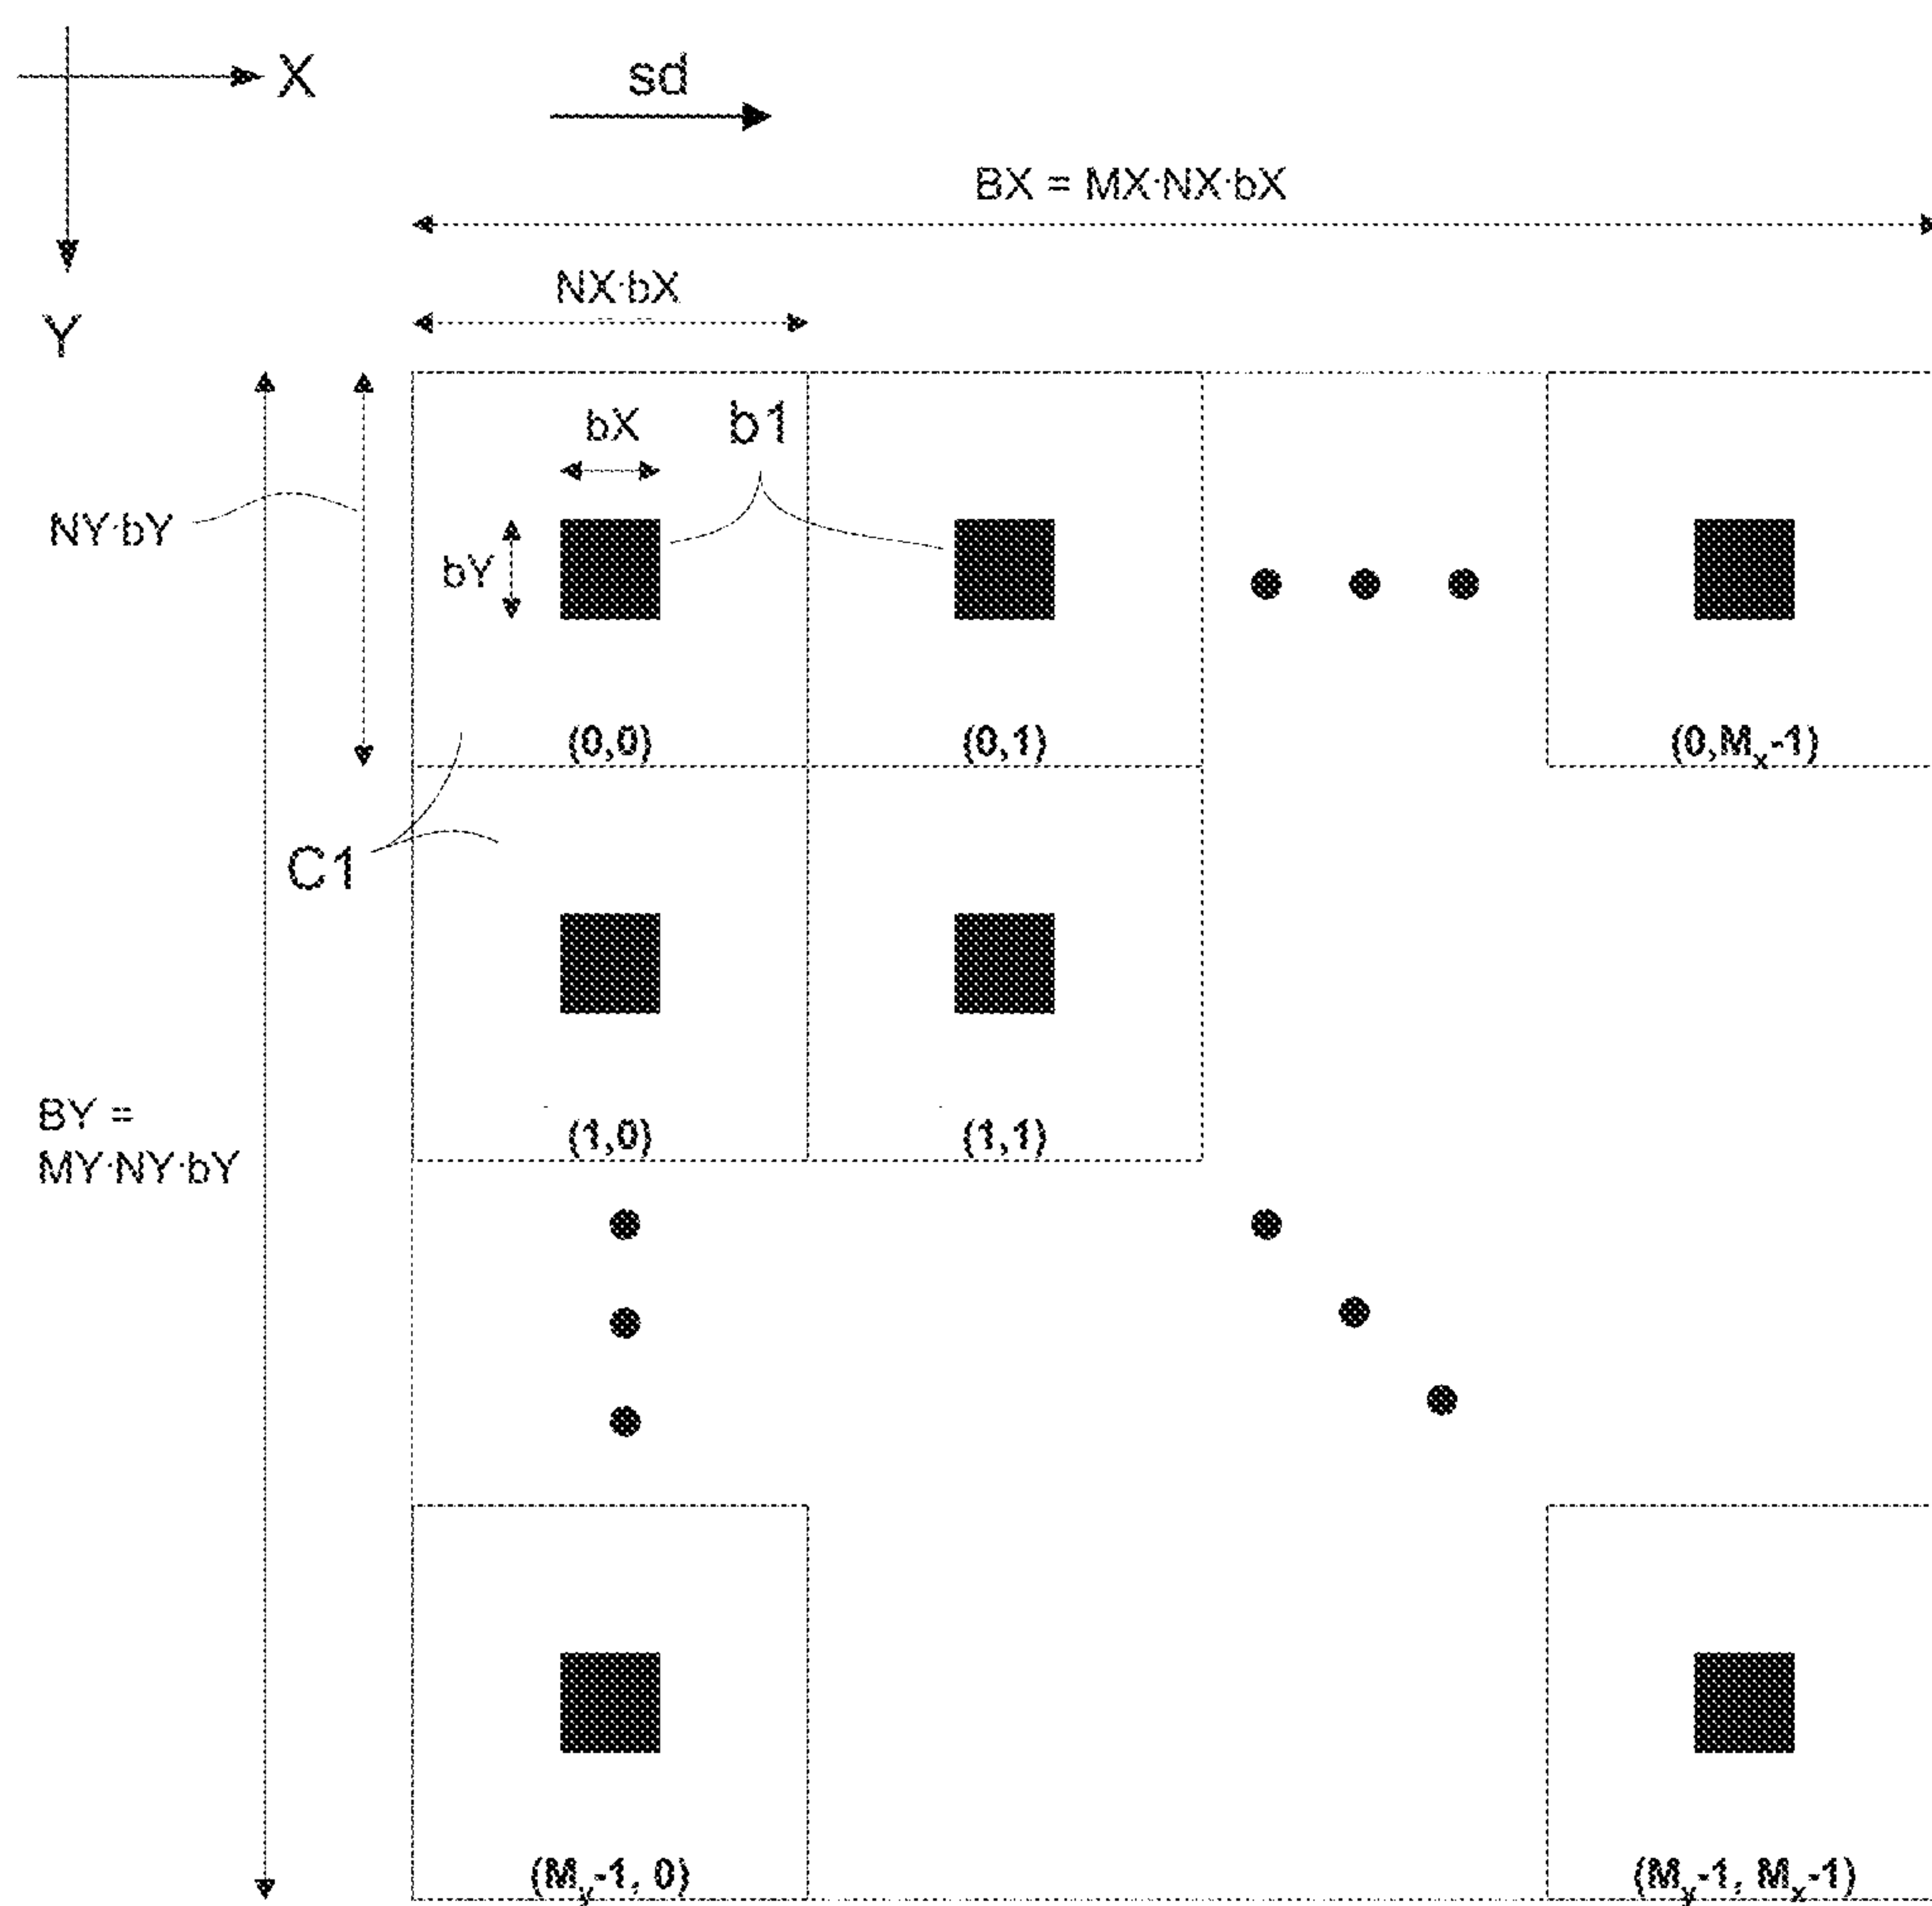 X
sd
BX = MX·NX·bX
NX·bX
Y
bX
b1
NY·bY
bY
(0,0)
(0,1)
(0,Mx-1)
C1
BY =
MY·NY·bY
(1,0)
(1,1)
(My-1, 0)
(My-1, Mx-1)